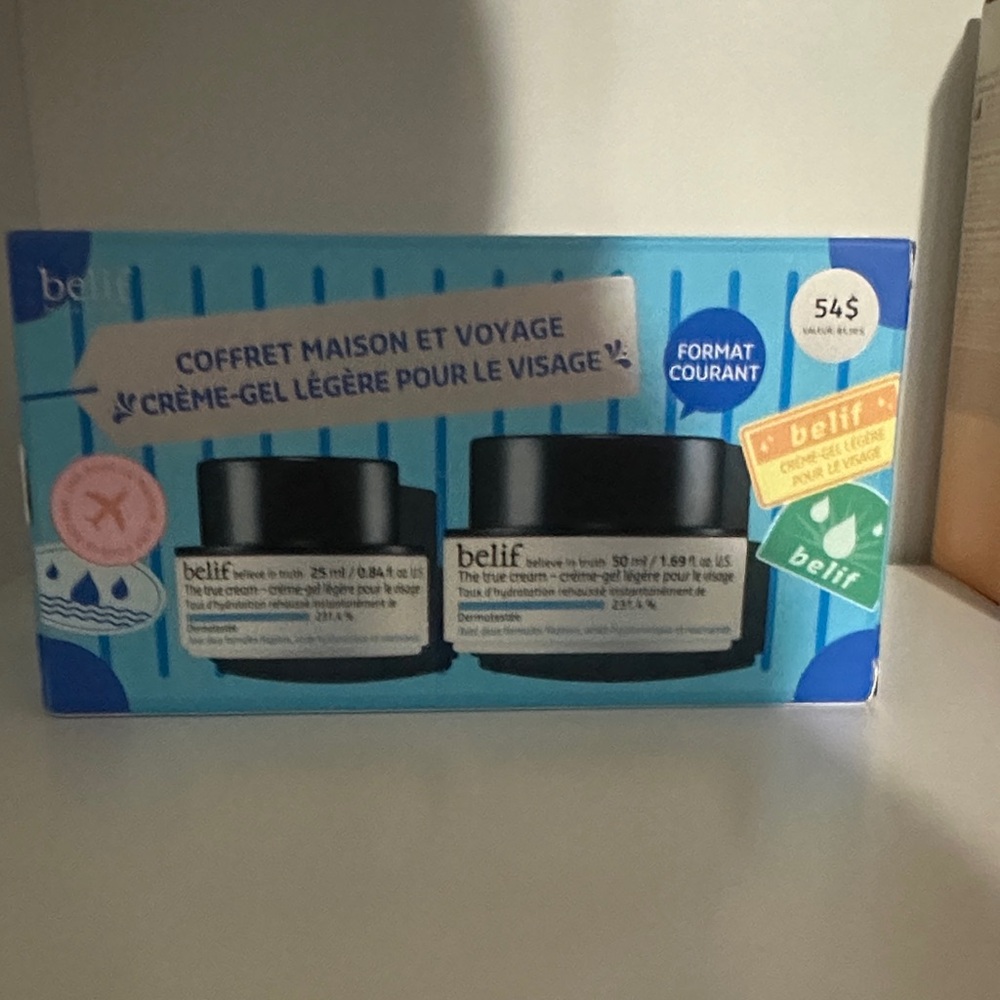 belif
COFFRET MAISON ET VOYAGE
CRÈME-GEL LÉGÈRE POUR LE VISAGE
FORMAT
COURANT
54$
belif
CRÈME-GEL LÉGÈRE
POUR LE VISAGE
belif
belif believe in truth 25 ml / 0.84 fl. oz. U.S.
The true cream – crème-gel légère pour le visage
Taux d'hydratation rehaussé instantanément de
231,4 %
Dermotestée
belif believe in truth 50 ml / 1.69 fl. oz. U.S.
The true cream – crème-gel légère pour le visage
Taux d'hydratation rehaussé instantanément de
231,4 %
Dermotestée